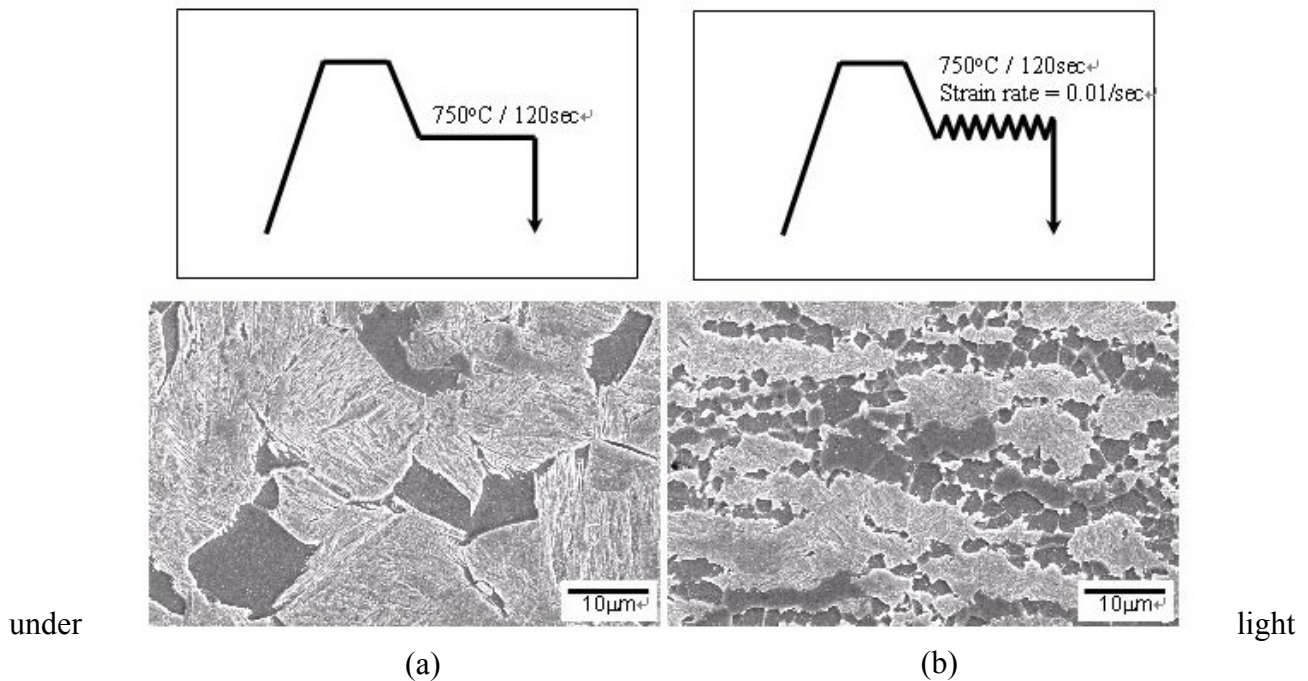 750°C / 120sec↵
750°C / 120sec↵
Strain rate = 0.01/sec↵
10μm↵
10μm↵
under
light
(a)
(b)